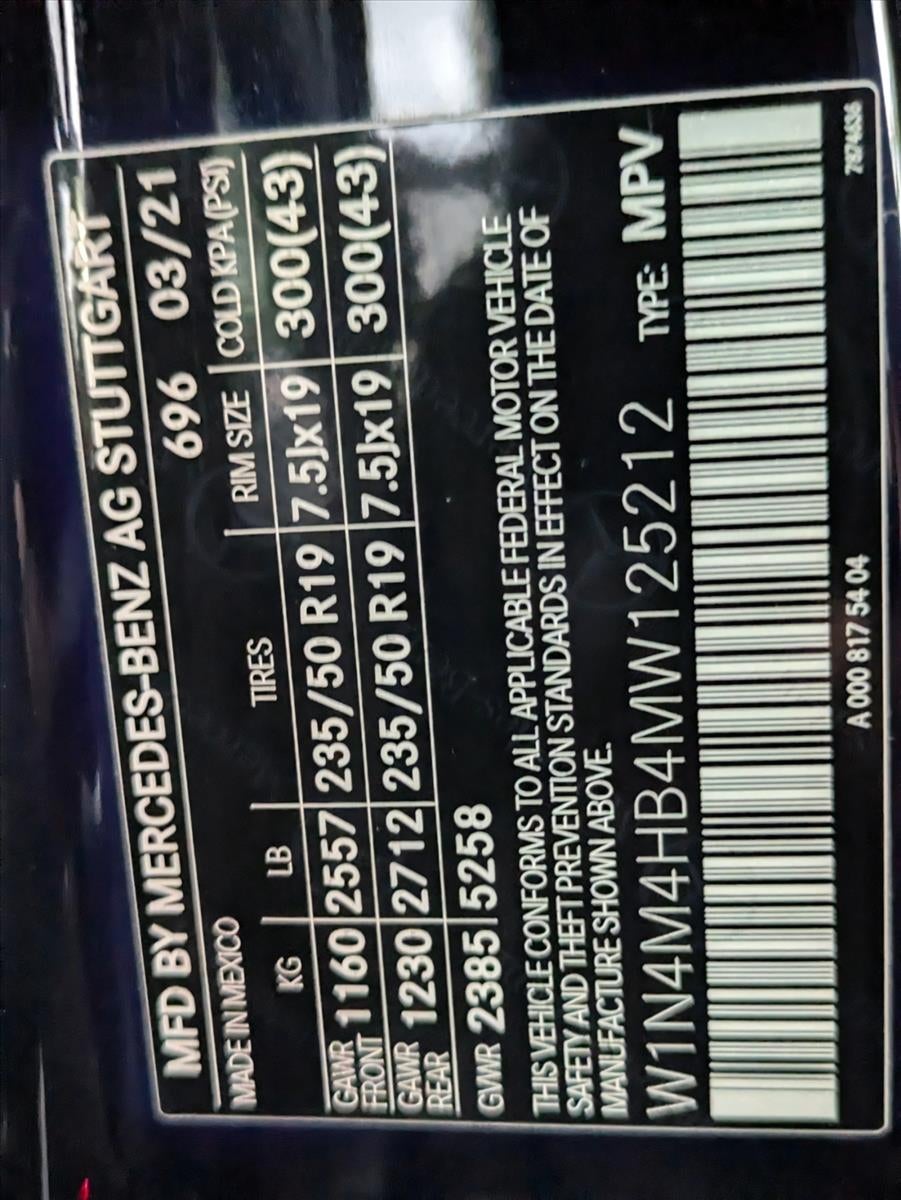 MFD BY MERCEDES-BENZ AG STUTTGART
MADE IN MEXICO 696 03/21
KG LB TIRES RIM SIZE COLD KPA (PSI)
GAWR FRONT 1160 2557 235/50 R19 7.5Jx19 300(43)
GAWR REAR 1230 2712 235/50 R19 7.5Jx19 300(43)
GVWR 2385 5258
THIS VEHICLE CONFORMS TO ALL APPLICABLE FEDERAL MOTOR VEHICLE
SAFETY AND THEFT PREVENTION STANDARDS IN EFFECT ON THE DATE OF
MANUFACTURE SHOWN ABOVE.
W1N4M4HB4MW125212 TYPE: MPV
A 000 817 54 04